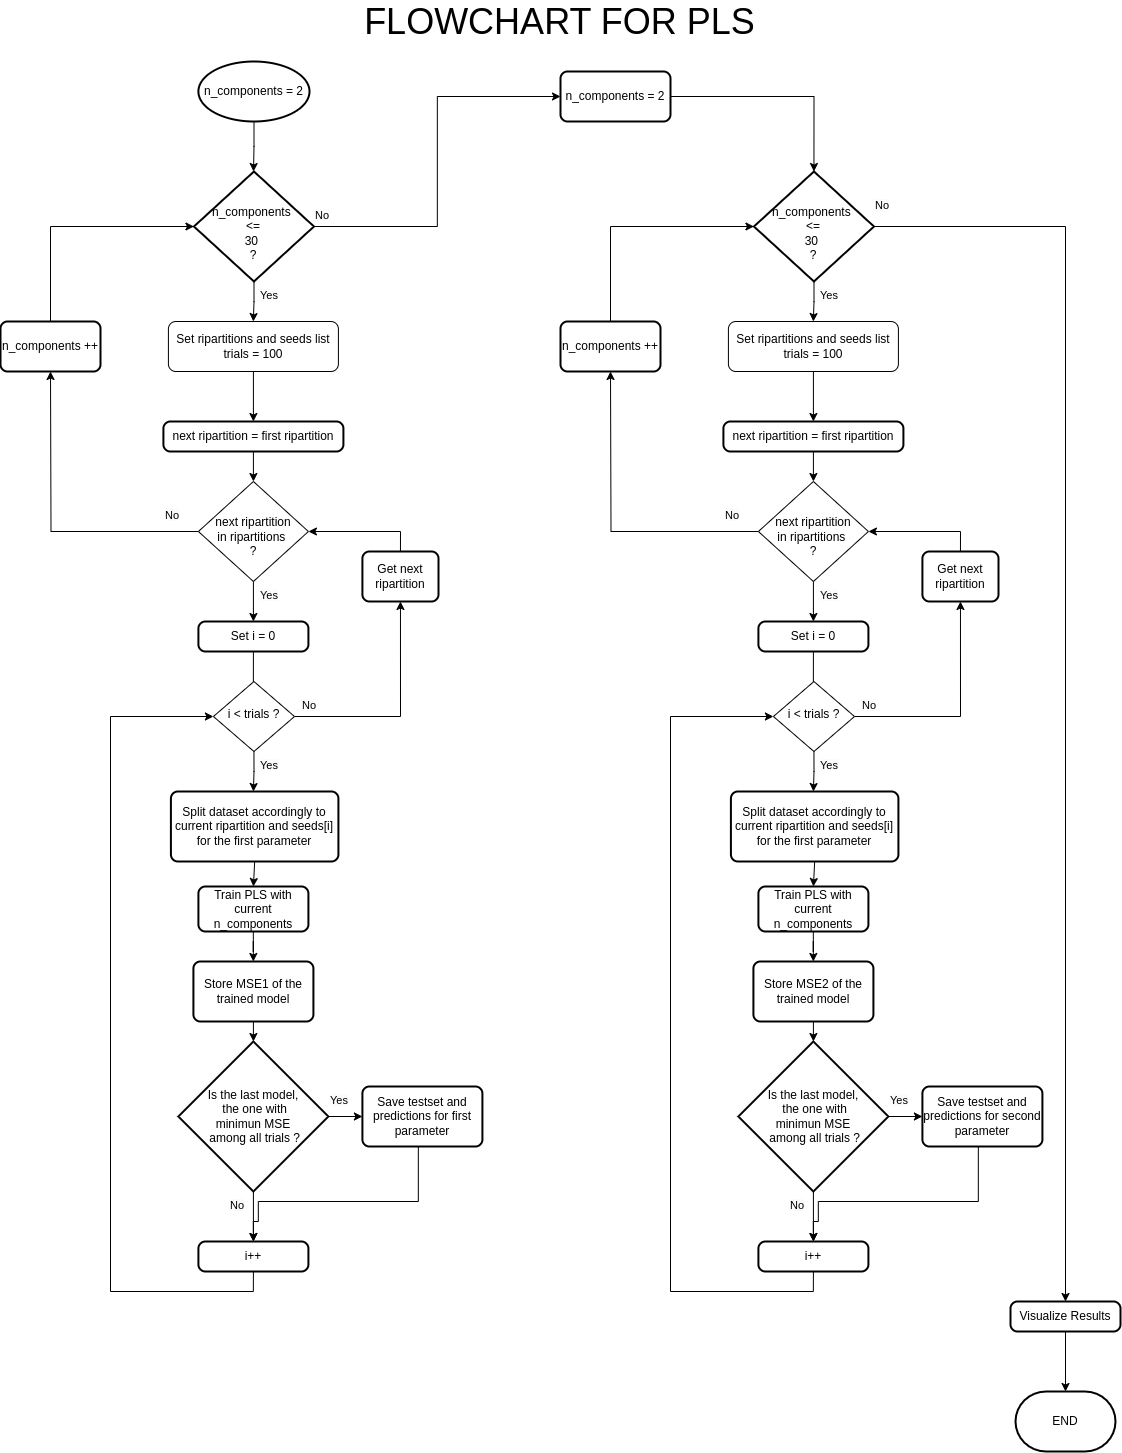 FLOWCHART FOR PLS
n_components = 2
n_components
<=
30
?
No
Yes
n_components ++
Set ripartitions and seeds list
trials = 100
next ripartition = first ripartition
No
next ripartition
in ripartitions
?
Get next
ripartition
Yes
Set i = 0
i < trials ?
No
Yes
Split dataset accordingly to
current ripartition and seeds[i]
for the first parameter
Train PLS with
current
n_components
Store MSE1 of the
trained model
Is the last model,
the one with
minimun MSE
among all trials ?
Yes
Save testset and
predictions for first
parameter
No
i++
n_components = 2
n_components
<=
30
?
No
Yes
n_components ++
Set ripartitions and seeds list
trials = 100
next ripartition = first ripartition
No
next ripartition
in ripartitions
?
Get next
ripartition
Yes
Set i = 0
i < trials ?
No
Yes
Split dataset accordingly to
current ripartition and seeds[i]
for the first parameter
Train PLS with
current
n_components
Store MSE2 of the
trained model
Is the last model,
the one with
minimun MSE
among all trials ?
Yes
Save testset and
predictions for second
parameter
No
i++
Visualize Results
END